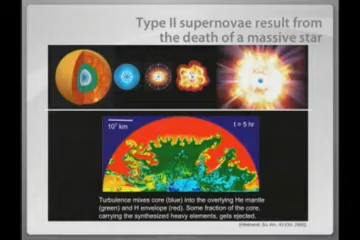 Type II supernovae result from
the death of a massive star
10⁷ km
t = 5 hr
Turbulence mixes core (blue) into the overlying He mantle
(green) and H envelope (red). Some fraction of the core,
carrying the synthesized heavy elements, gets ejected.